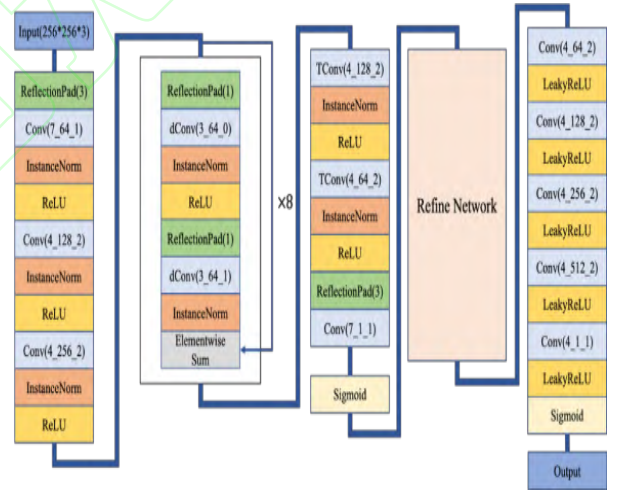 Input(256*256*3)
ReflectionPad(3)
Conv(7_64_1)
InstanceNorm
ReLU
Conv(4_128_2)
InstanceNorm
ReLU
Conv(4_256_2)
InstanceNorm
ReLU
ReflectionPad(1)
dConv(3_64_0)
InstanceNorm
ReLU
ReflectionPad(1)
dConv(3_64_1)
InstanceNorm
Elementwise
Sum
×8
TConv(4_128_2)
InstanceNorm
ReLU
TConv(4_64_2)
InstanceNorm
ReLU
ReflectionPad(3)
Conv(7_1_1)
Sigmoid
Refine Network
Conv(4_64_2)
LeakyReLU
Conv(4_128_2)
LeakyReLU
Conv(4_256_2)
LeakyReLU
Conv(4_512_2)
LeakyReLU
Conv(4_1_1)
LeakyReLU
Sigmoid
Output